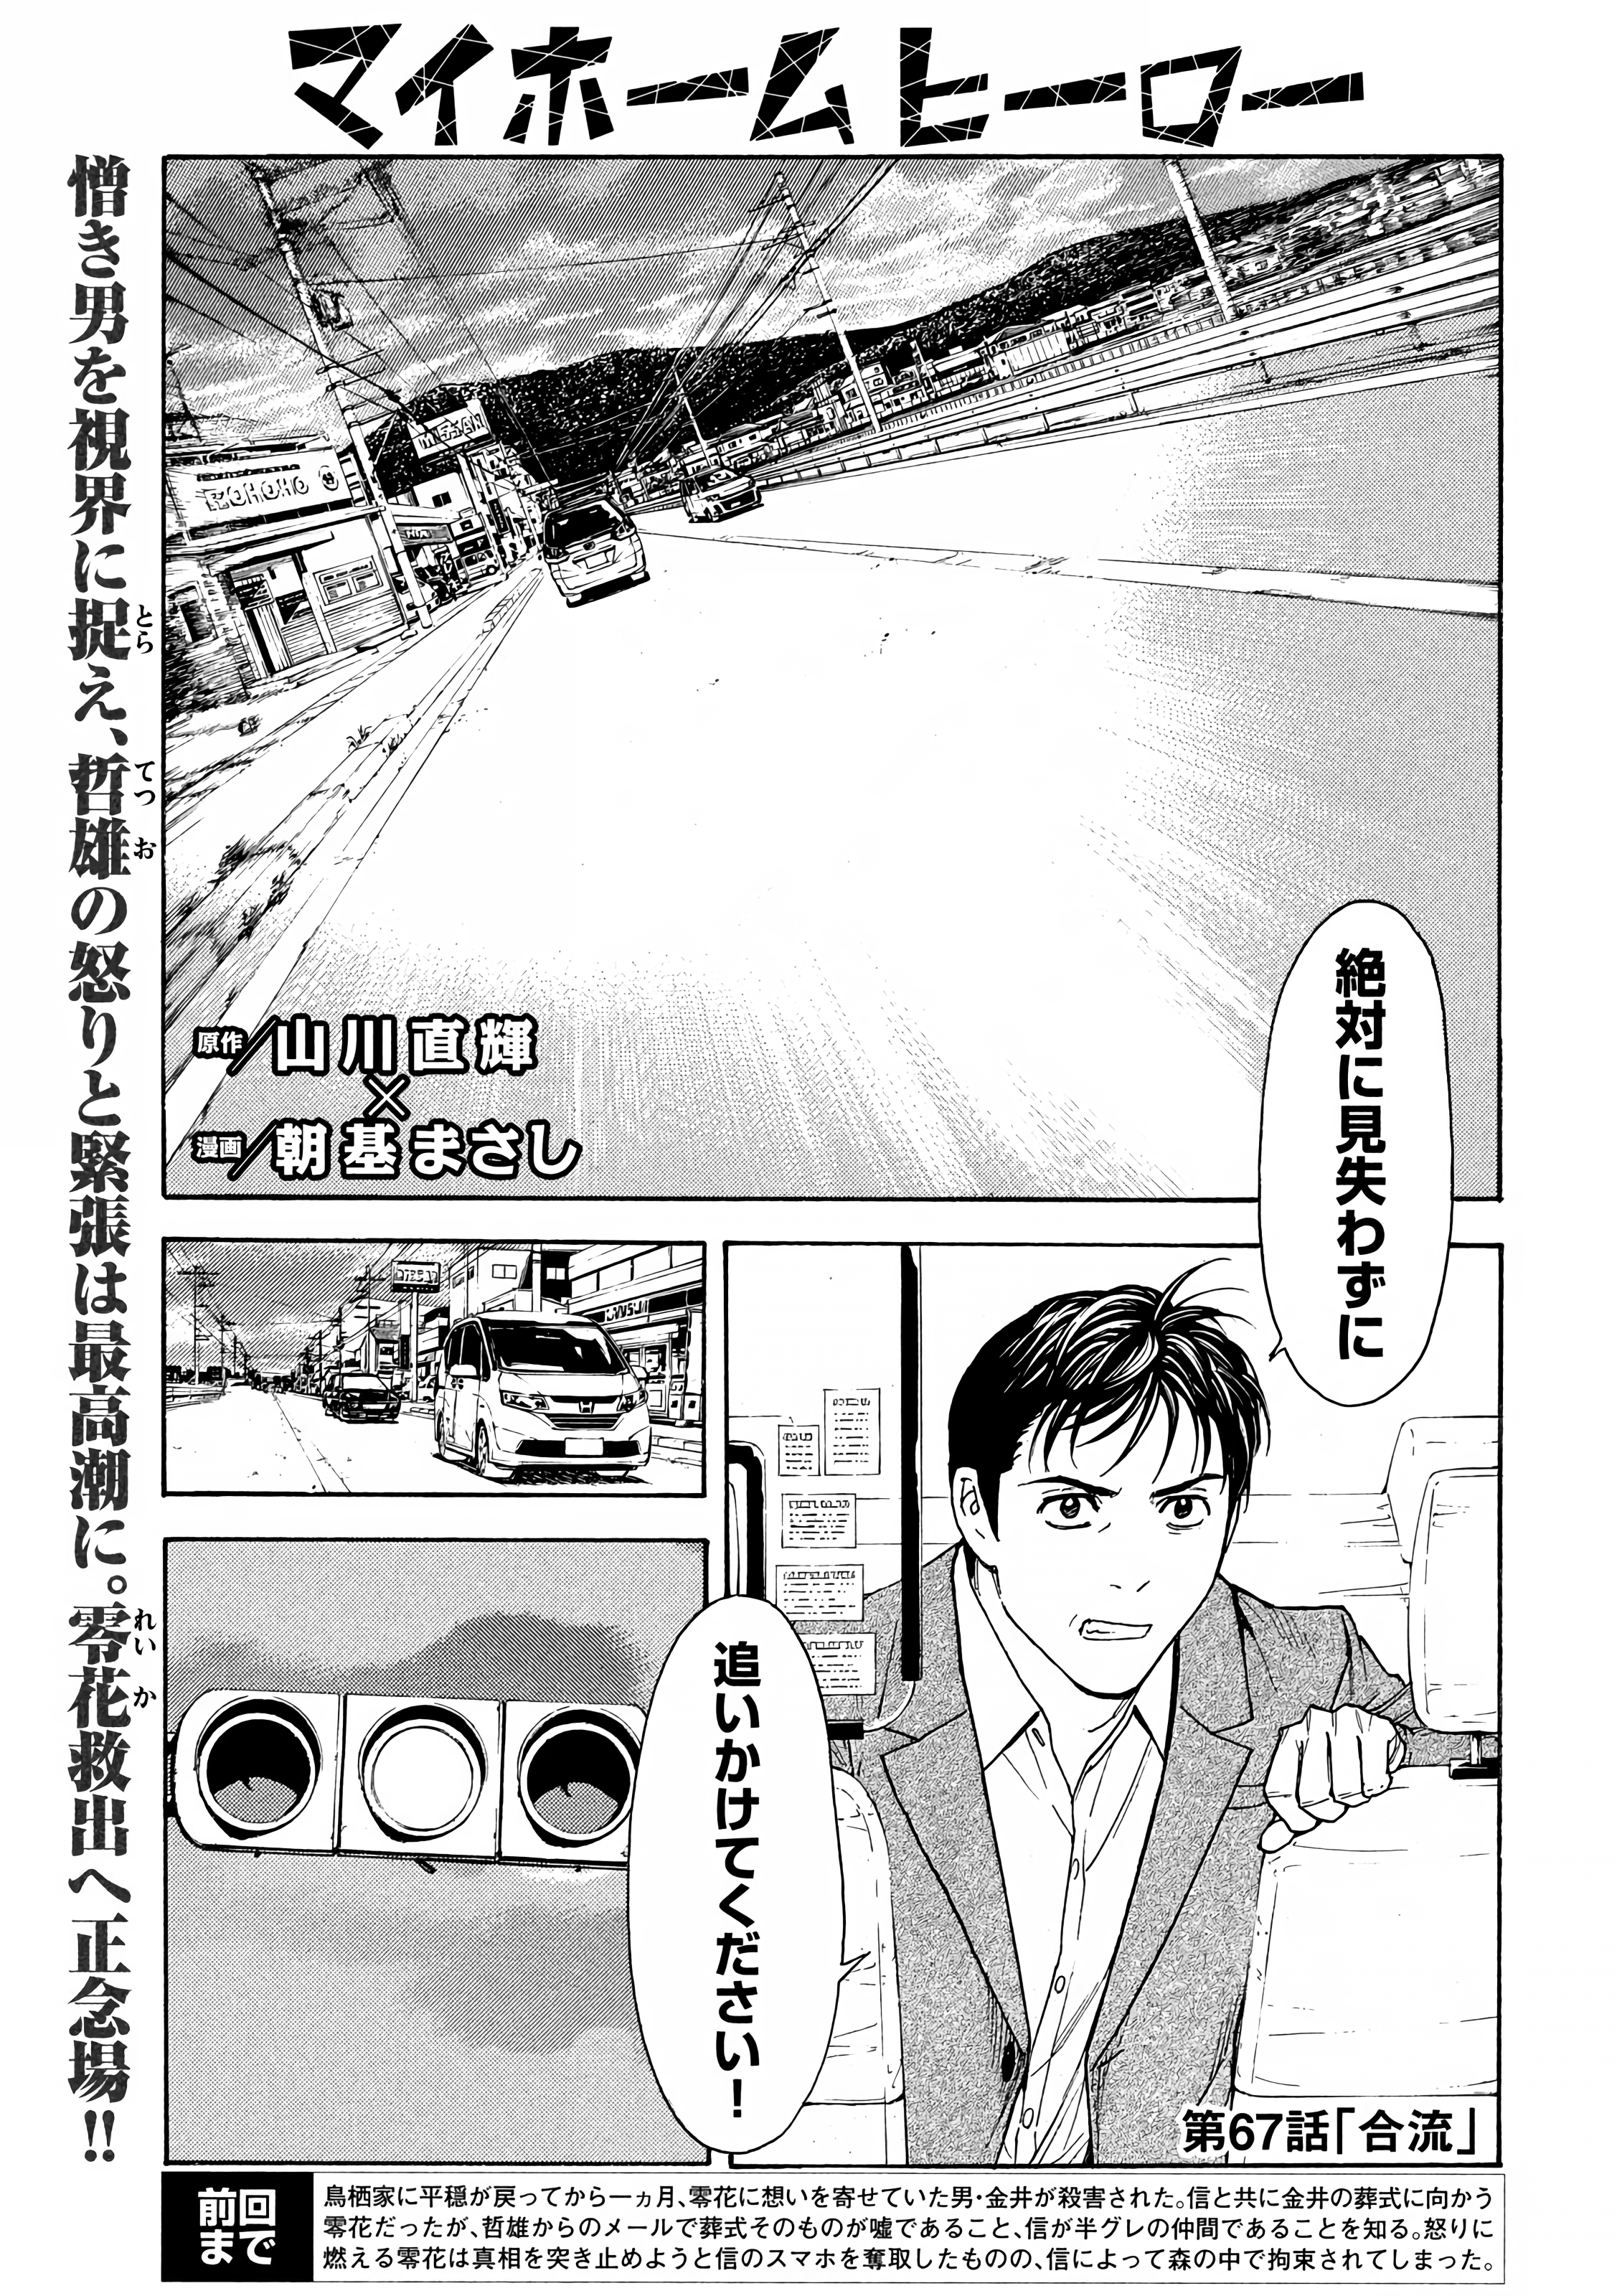 マイホームヒーロー
憎き男を視界に捉え、哲雄の怒りと緊張は最高潮に。零花救出へ正念場!!
とら
てつお
れいか
絶対に見失わずに
原作/山川直輝
×
漫画/朝基まさし
追いかけてください!
第67話「合流」
前回
まで
鳥栖家に平穏が戻ってから一ヵ月、零花に想いを寄せていた男・金井が殺害された。信と共に金井の葬式に向かう
零花だったが、哲雄からのメールで葬式そのものが嘘であること、信が半グレの仲間であることを知る。怒りに
燃える零花は真相を突き止めようと信のスマホを奪取したものの、信によって森の中で拘束されてしまった。